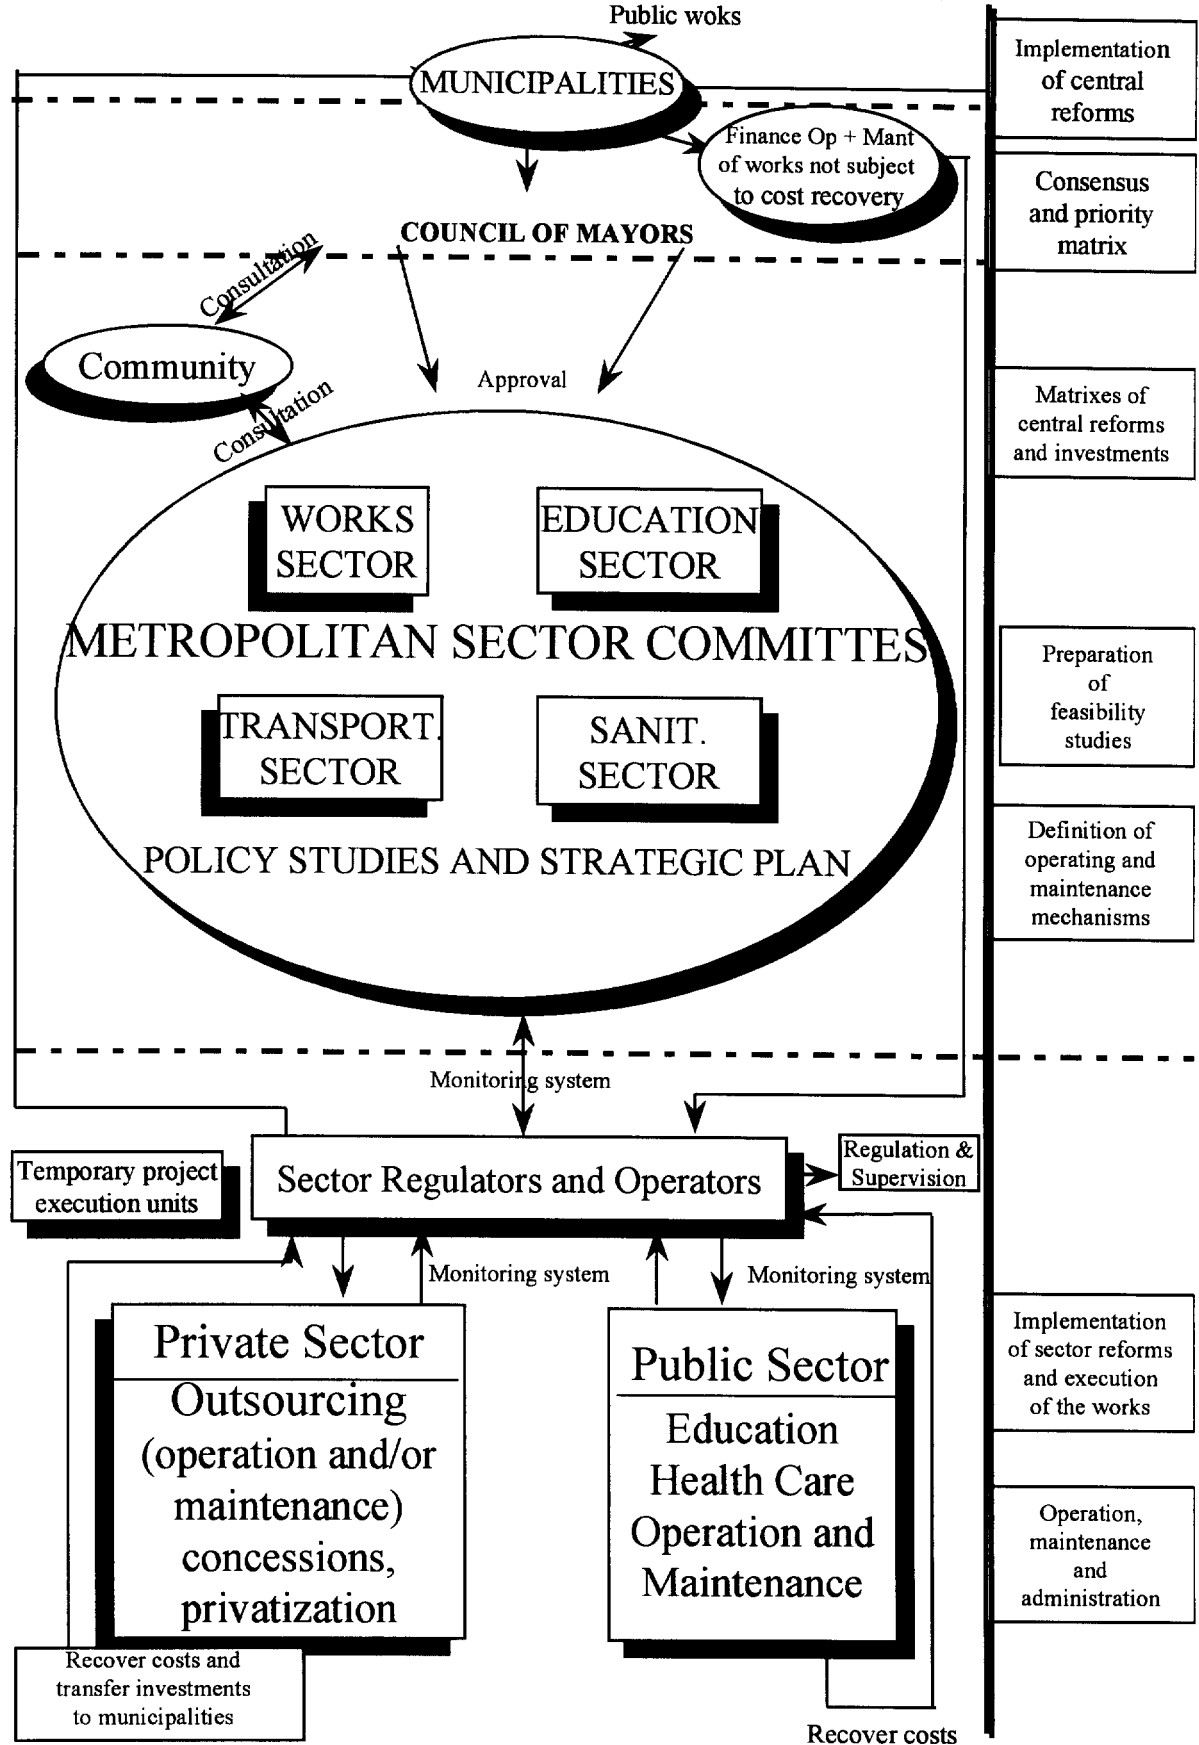 Public woks
MUNICIPALITIES
Finance Op + Mant
of works not subject
to cost recovery
COUNCIL OF MAYORS
Consultation
Community
Consultation
Approval
WORKS
SECTOR
EDUCATION
SECTOR
METROPOLITAN SECTOR COMMITTES
TRANSPORT.
SECTOR
SANIT.
SECTOR
POLICY STUDIES AND STRATEGIC PLAN
Monitoring system
Temporary project
execution units
Sector Regulators and Operators
Regulation &
Supervision
Monitoring system
Monitoring system
Private Sector
Outsourcing
(operation and/or
maintenance)
concessions,
privatization
Public Sector
Education
Health Care
Operation and
Maintenance
Recover costs and
transfer investments
to municipalities
Recover costs
Implementation
of central
reforms
Consensus
and priority
matrix
Matrixes of
central reforms
and investments
Preparation
of
feasibility
studies
Definition of
operating and
maintenance
mechanisms
Implementation
of sector reforms
and execution
of the works
Operation,
maintenance
and
administration